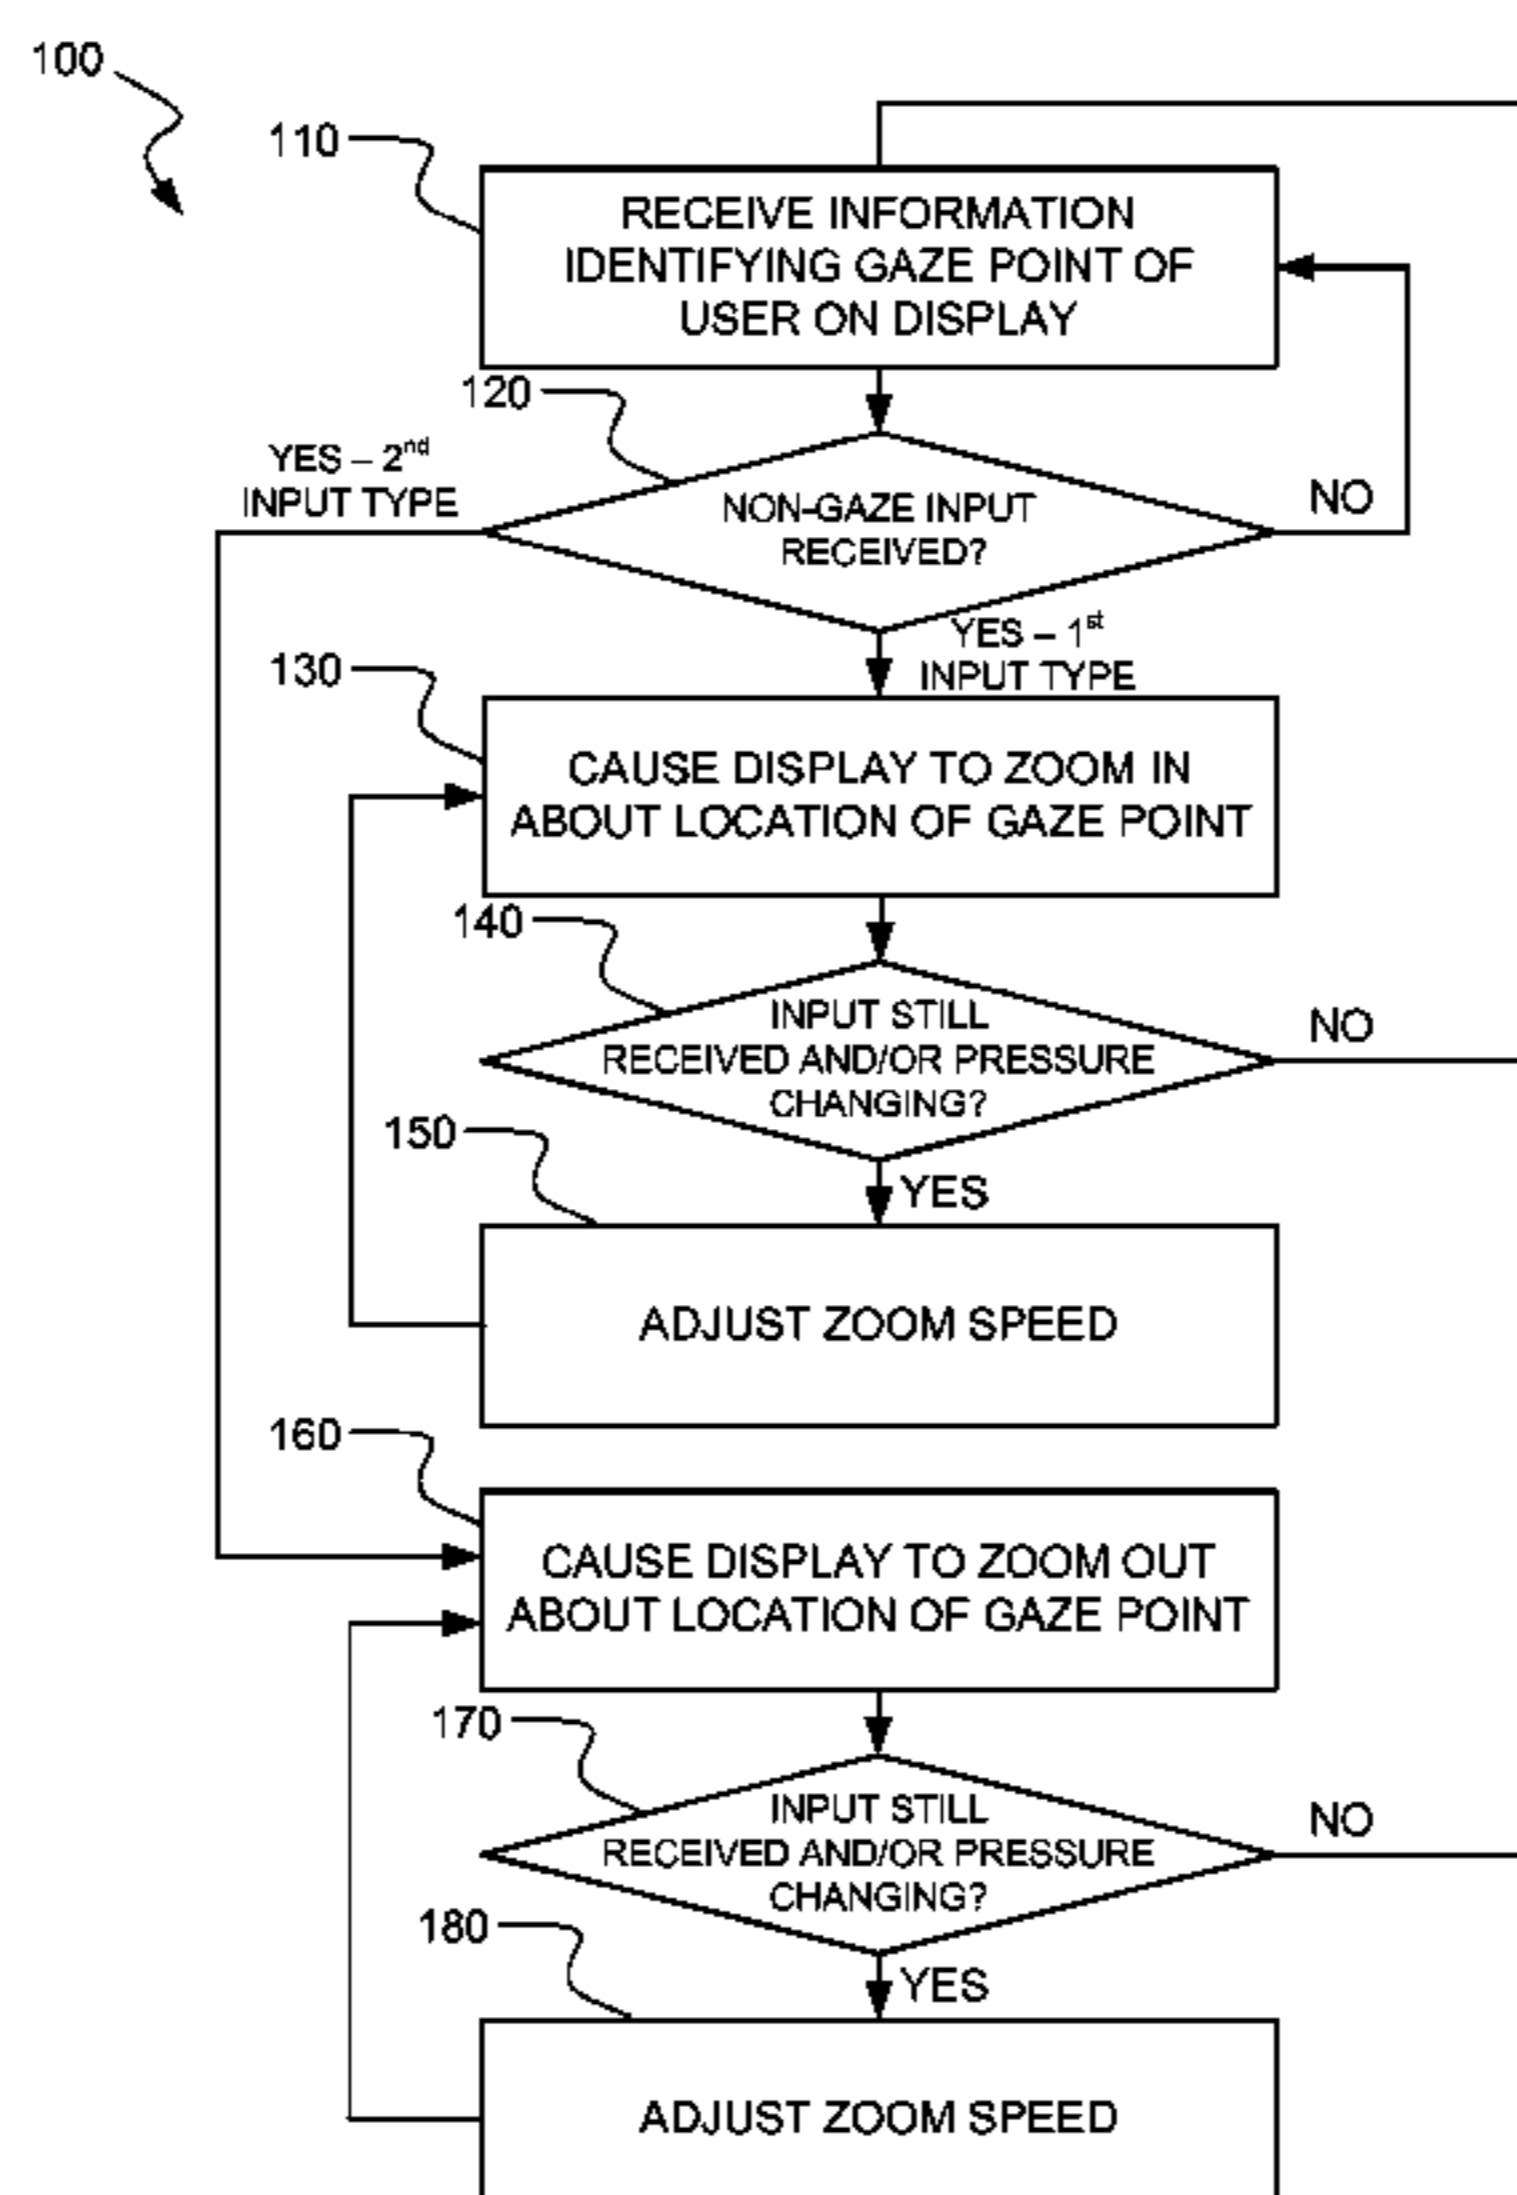 100
110
RECEIVE INFORMATION
IDENTIFYING GAZE POINT OF
USER ON DISPLAY
120
YES – 2nd
INPUT TYPE
NON-GAZE INPUT
RECEIVED?
NO
YES – 1st
INPUT TYPE
130
CAUSE DISPLAY TO ZOOM IN
ABOUT LOCATION OF GAZE POINT
140
INPUT STILL
RECEIVED AND/OR PRESSURE
CHANGING?
NO
150
YES
ADJUST ZOOM SPEED
160
CAUSE DISPLAY TO ZOOM OUT
ABOUT LOCATION OF GAZE POINT
170
INPUT STILL
RECEIVED AND/OR PRESSURE
CHANGING?
NO
180
YES
ADJUST ZOOM SPEED